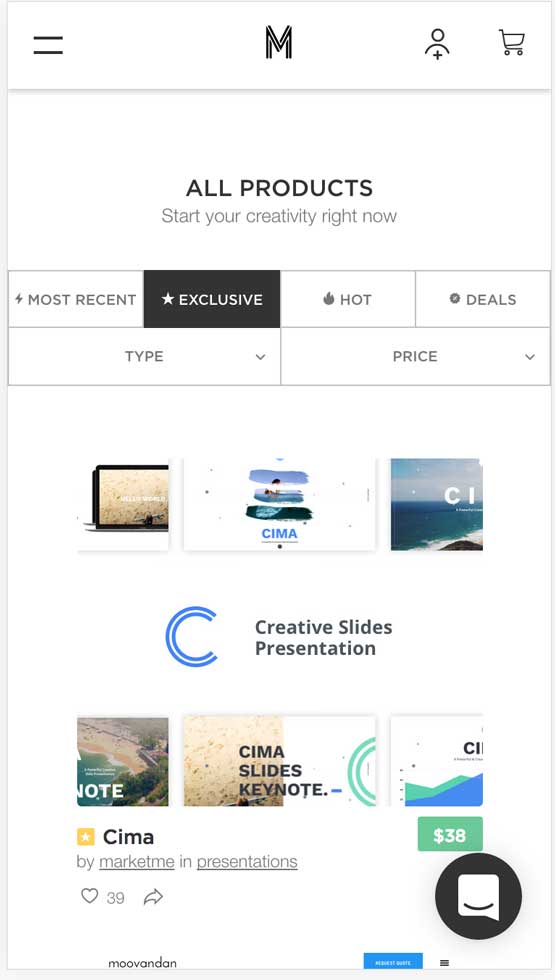 M
ALL PRODUCTS
Start your creativity right now
MOST RECENT
EXCLUSIVE
HOT
DEALS
TYPE
PRICE
HELLO WORLD
CIMA
C I
Creative Slides
Presentation
NOTE
CIMA
SLIDES
KEYNOTE.
CI
Cima
$38
by marketme in presentations
39
moovandan
REQUEST QUOTE